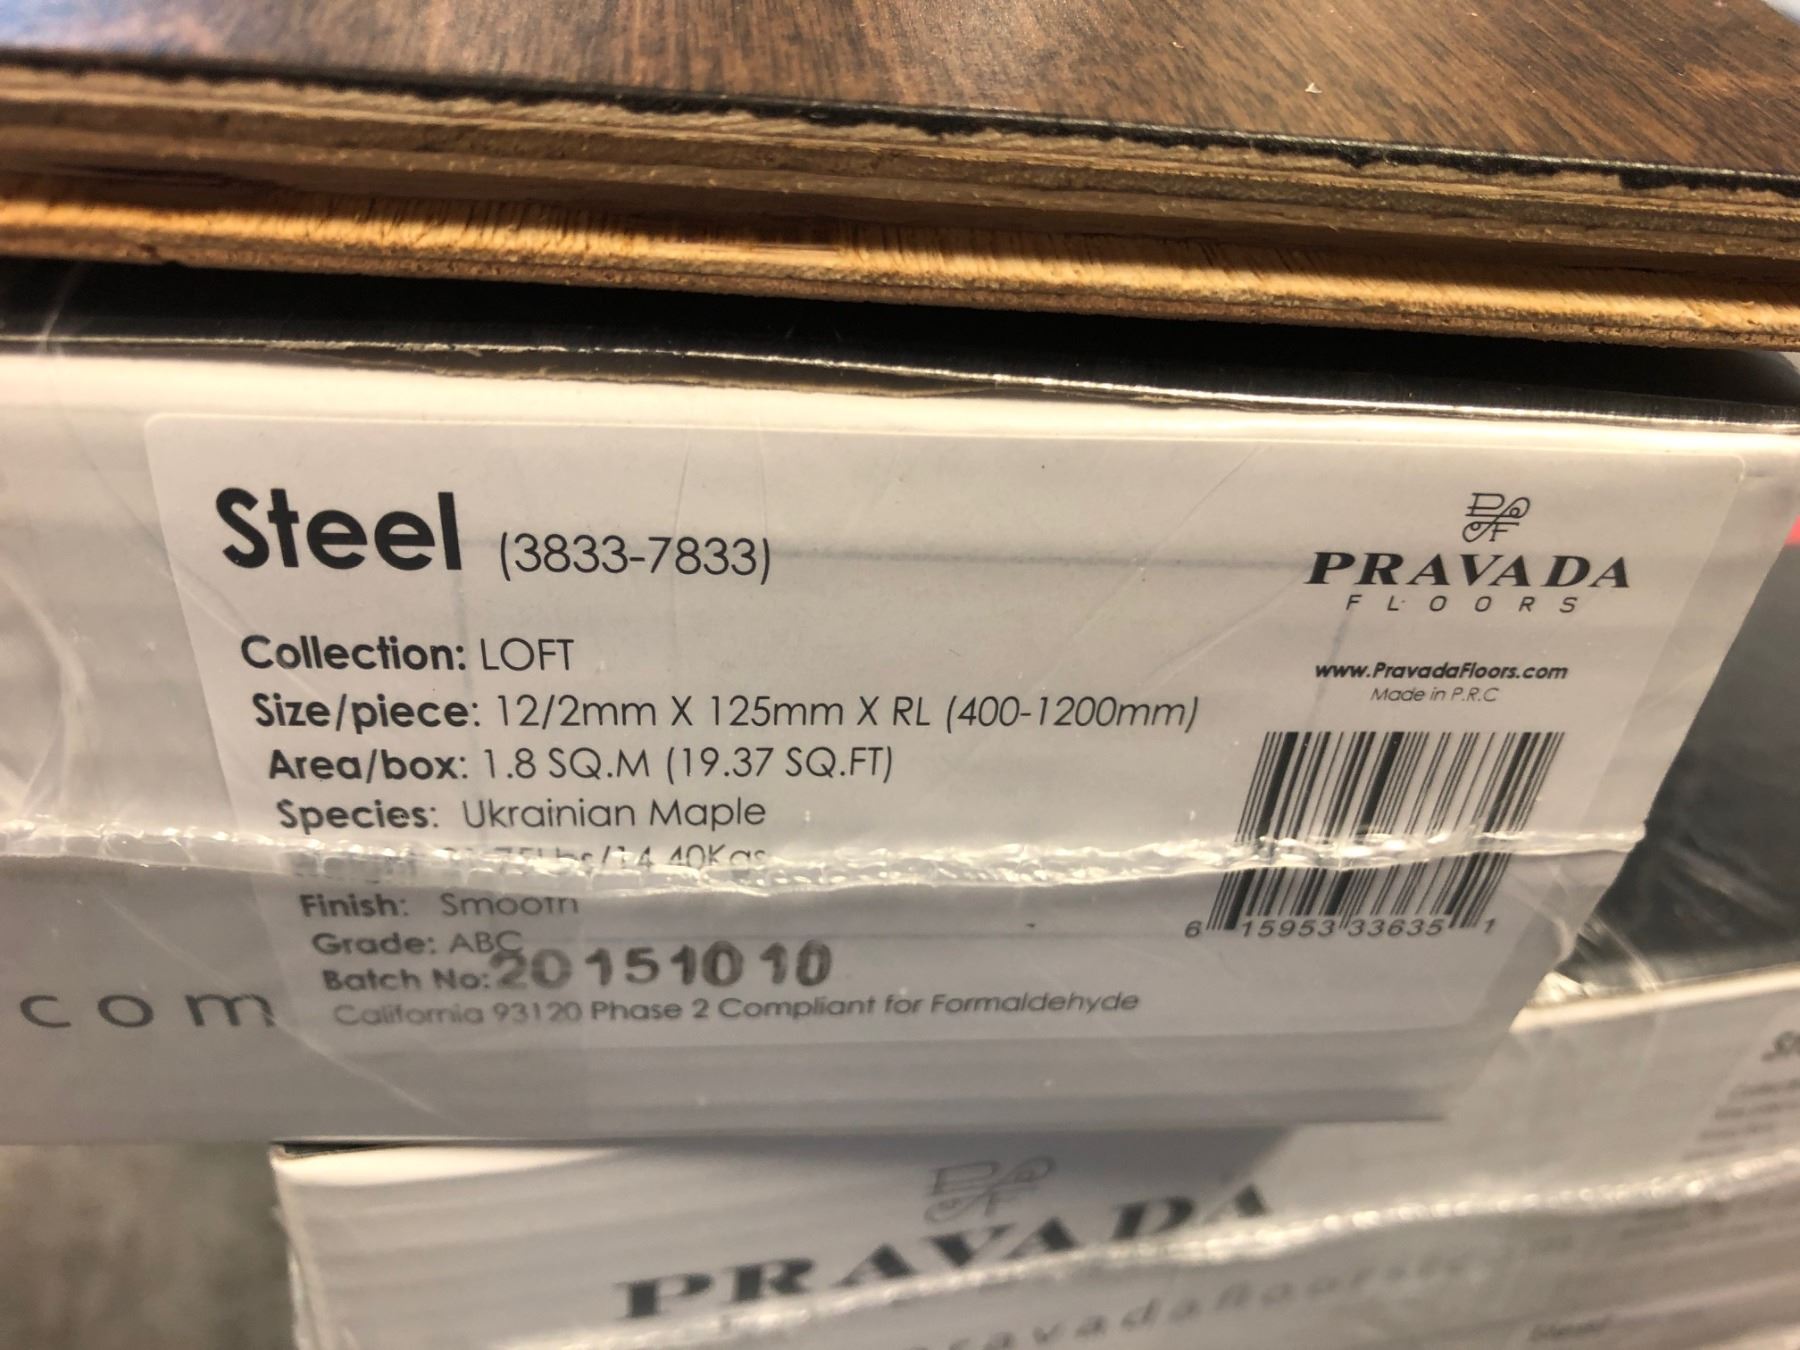 Steel (3833-7833)
Collection: LOFT
Size/piece: 12/2mm X 125mm X RL (400-1200mm)
Area/box: 1.8 SQ.M (19.37 SQ.FT)
Species: Ukrainian Maple
/14.40Kgs
Finish: Smooth
Grade: ABC
Batch No: 20151010
California 93120 Phase 2 Compliant for Formaldehyde
PRAVADA
FLOORS
www.PravadaFloors.com
Made in P.R.C
6 15953 33635 1
com
PRAVADA